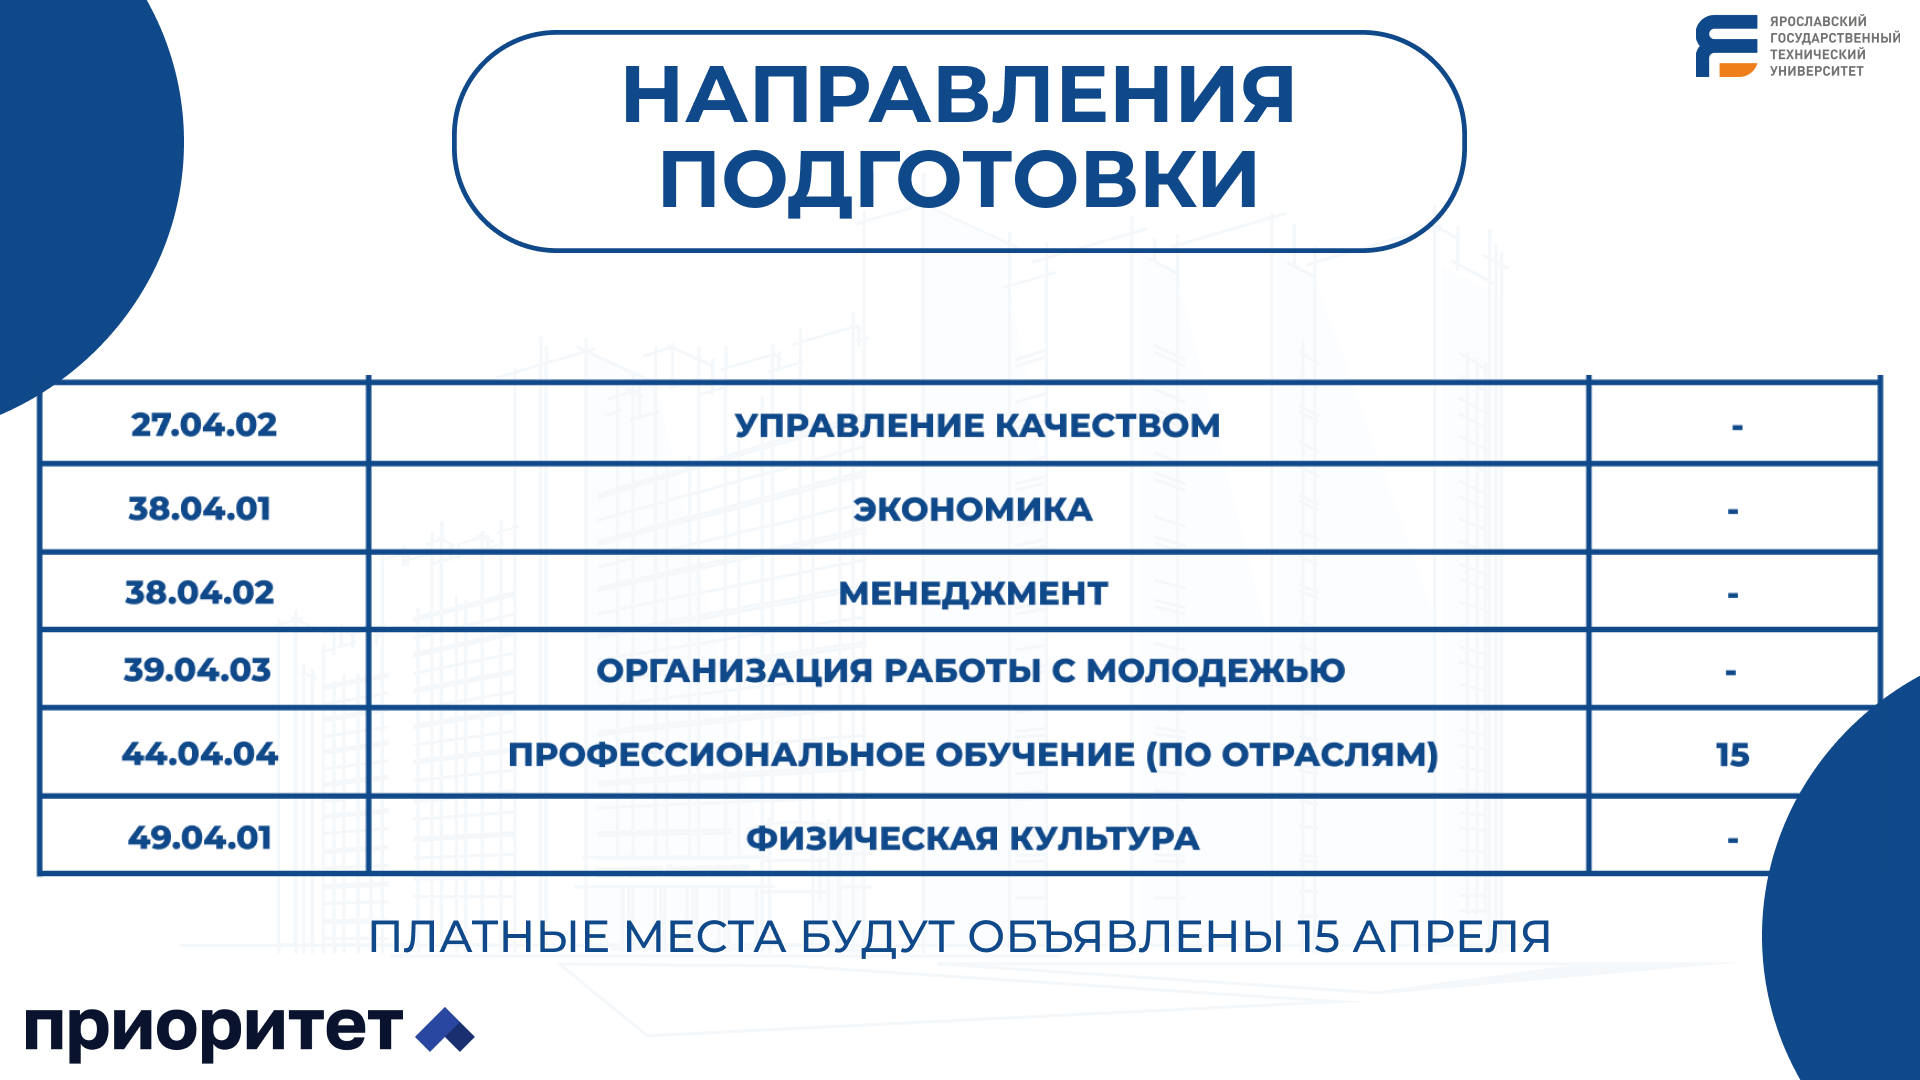 ЯРОСЛАВСКИЙ
ГОСУДАРСТВЕННЫЙ
ТЕХНИЧЕСКИЙ
УНИВЕРСИТЕТ
НАПРАВЛЕНИЯ
ПОДГОТОВКИ
27.04.02 УПРАВЛЕНИЕ КАЧЕСТВОМ -
38.04.01 ЭКОНОМИКА -
38.04.02 МЕНЕДЖМЕНТ -
39.04.03 ОРГАНИЗАЦИЯ РАБОТЫ С МОЛОДЕЖЬЮ -
44.04.04 ПРОФЕССИОНАЛЬНОЕ ОБУЧЕНИЕ (ПО ОТРАСЛЯМ) 15
49.04.01 ФИЗИЧЕСКАЯ КУЛЬТУРА -
ПЛАТНЫЕ МЕСТА БУДУТ ОБЪЯВЛЕНЫ 15 АПРЕЛЯ
приоритет